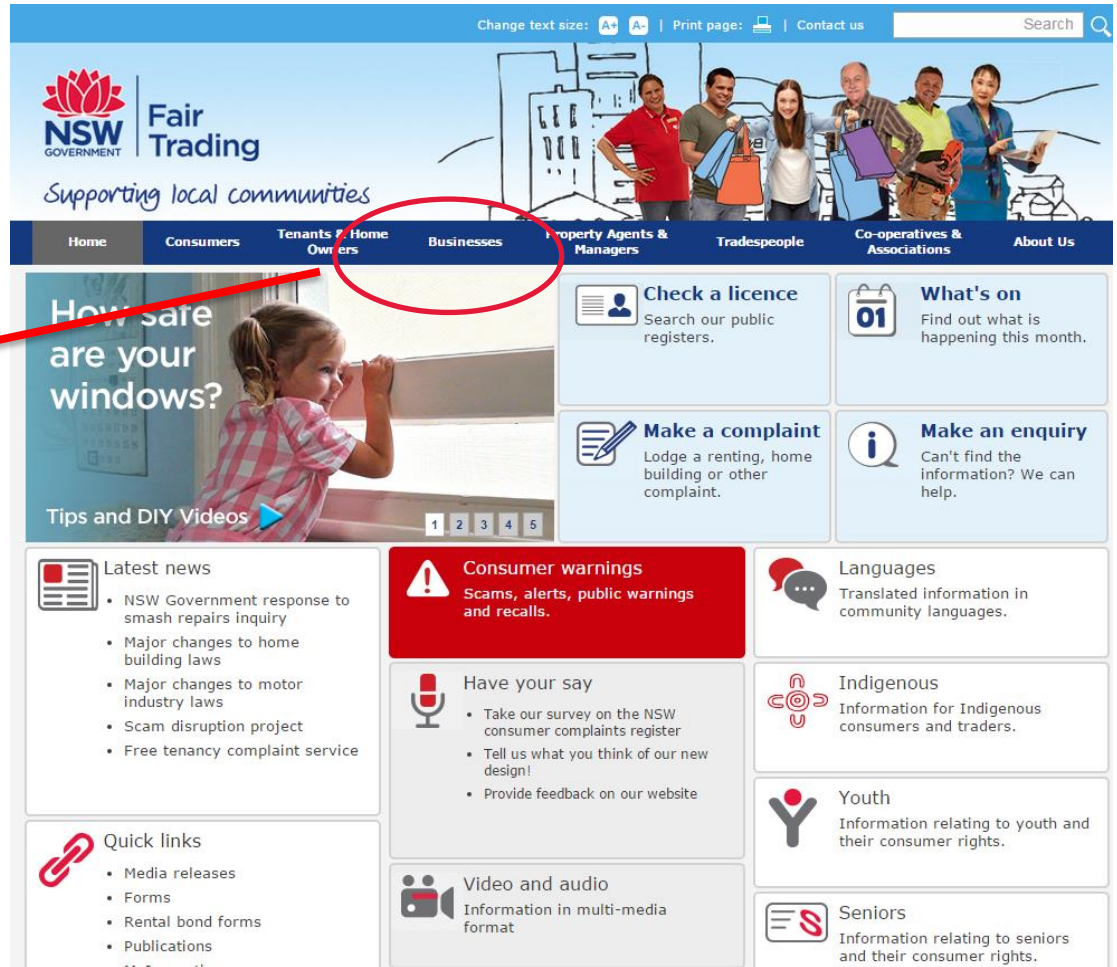 Change text size: A+ A- | Print page: | Contact us
Search
NSW
GOVERNMENT
Fair
Trading
Supporting local communities
Home
Consumers
Tenants & Home
Owners
Businesses
Property Agents &
Managers
Tradespeople
Co-operatives &
Associations
About Us
How safe
are your
windows?
Tips and DIY Videos
1 2 3 4 5
Check a licence
Search our public
registers.
01
What's on
Find out what is
happening this month.
Make a complaint
Lodge a renting, home
building or other
complaint.
Make an enquiry
Can't find the
information? We can
help.
Latest news
• NSW Government response to
smash repairs inquiry
• Major changes to home
building laws
• Major changes to motor
industry laws
• Scam disruption project
• Free tenancy complaint service
Consumer warnings
Scams, alerts, public warnings
and recalls.
Languages
Translated information in
community languages.
Have your say
• Take our survey on the NSW
consumer complaints register
• Tell us what you think of our new
design!
• Provide feedback on our website
Indigenous
Information for Indigenous
consumers and traders.
Youth
Information relating to youth and
their consumer rights.
Quick links
• Media releases
• Forms
• Rental bond forms
• Publications
Video and audio
Information in multi-media
format
Seniors
Information relating to seniors
and their consumer rights.